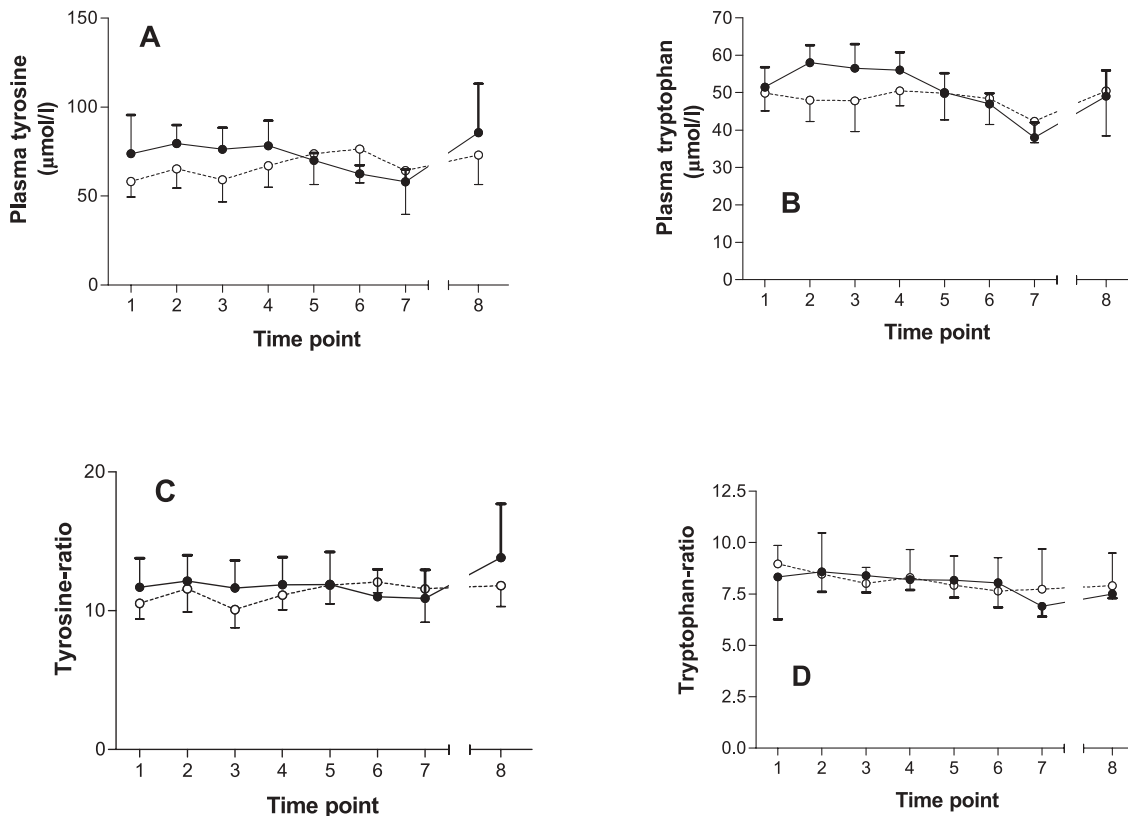 A
Plasma tyrosine
(μmol/l)
150
100
50
0
1 2 3 4 5 6 7 8
Time point
B
Plasma tryptophan
(μmol/l)
70
60
50
40
30
20
10
0
1 2 3 4 5 6 7 8
Time point
C
Tyrosine-ratio
20
10
0
1 2 3 4 5 6 7 8
Time point
D
Tryptophan-ratio
12.5
10.0
7.5
5.0
2.5
0.0
1 2 3 4 5 6 7 8
Time point